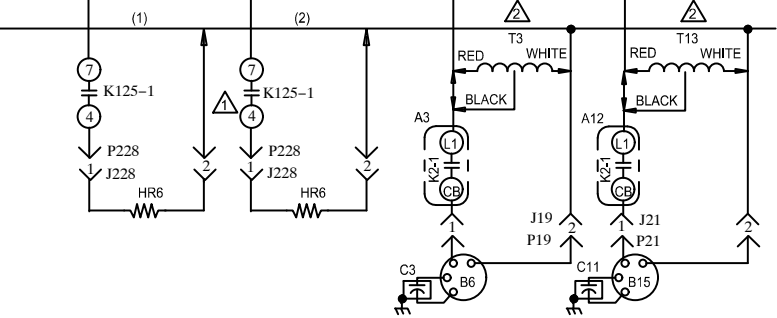 (1)
(2)
2
2
T3
T13
RED
WHITE
RED
WHITE
7
7
K125-1
K125-1
BLACK
BLACK
1
4
4
A3
A12
L1
L1
P228
P228
K2-1
K2-1
1
J228
2
1
J228
2
CB
CB
HR6
HR6
J19
J21
1
2
1
2
P19
P21
C3
B6
C11
B15